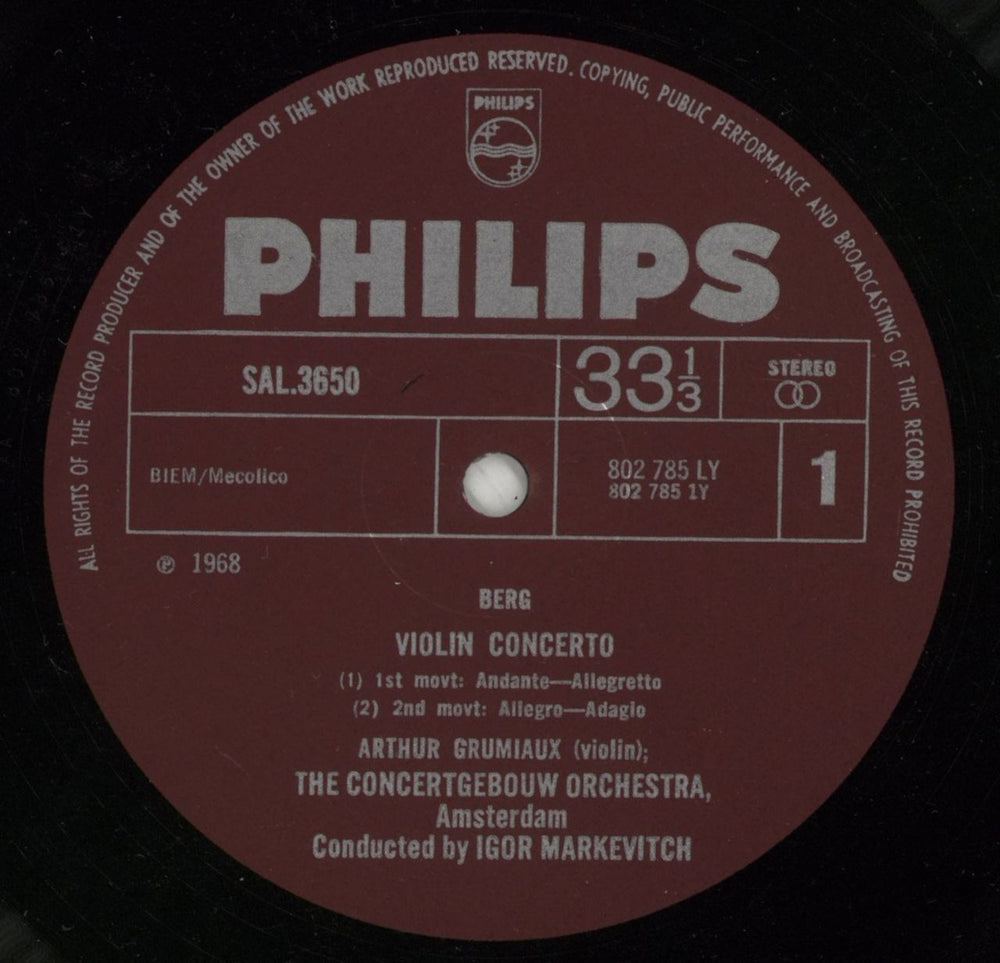 ALL RIGHTS OF THE RECORD PRODUCER AND OF THE OWNER OF THE WORK REPRODUCED RESERVED. COPYING, PUBLIC PERFORMANCE AND BROADCASTING OF THIS RECORD PROHIBITED
PHILIPS
PHILIPS
SAL.3650
33 1/3
STEREO
BIEM/Mecolico
802 785 LY
802 785 1Y
1
℗ 1968
BERG
VIOLIN CONCERTO
(1) 1st movt: Andante—Allegretto
(2) 2nd movt: Allegro—Adagio
ARTHUR GRUMIAUX (violin);
THE CONCERTGEBOUW ORCHESTRA,
Amsterdam
Conducted by IGOR MARKEVITCH